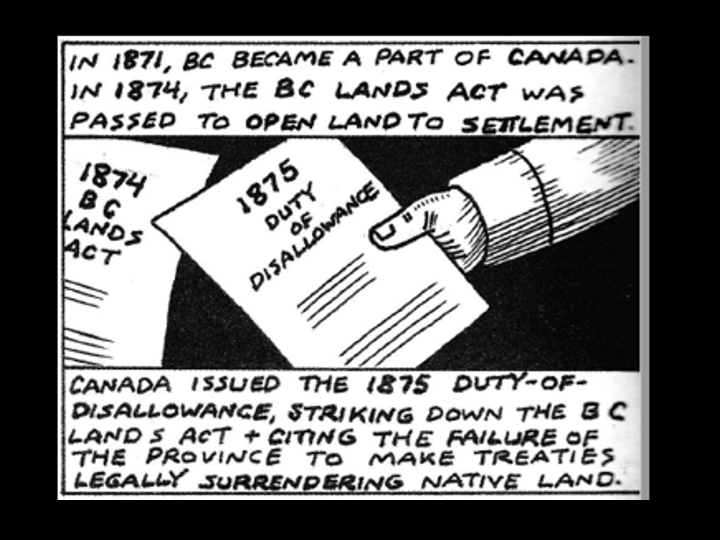 IN 1871, BC BECAME A PART OF CANADA.
IN 1874, THE BC LANDS ACT WAS
PASSED TO OPEN LAND TO SETTLEMENT.
1874
BC
LANDS
ACT
1875
DUTY
OF
DISALLOWANCE
CANADA ISSUED THE 1875 DUTY-OF-
DISALLOWANCE, STRIKING DOWN THE BC
LANDS ACT + CITING THE FAILURE OF
THE PROVINCE TO MAKE TREATIES
LEGALLY SURRENDERING NATIVE LAND.